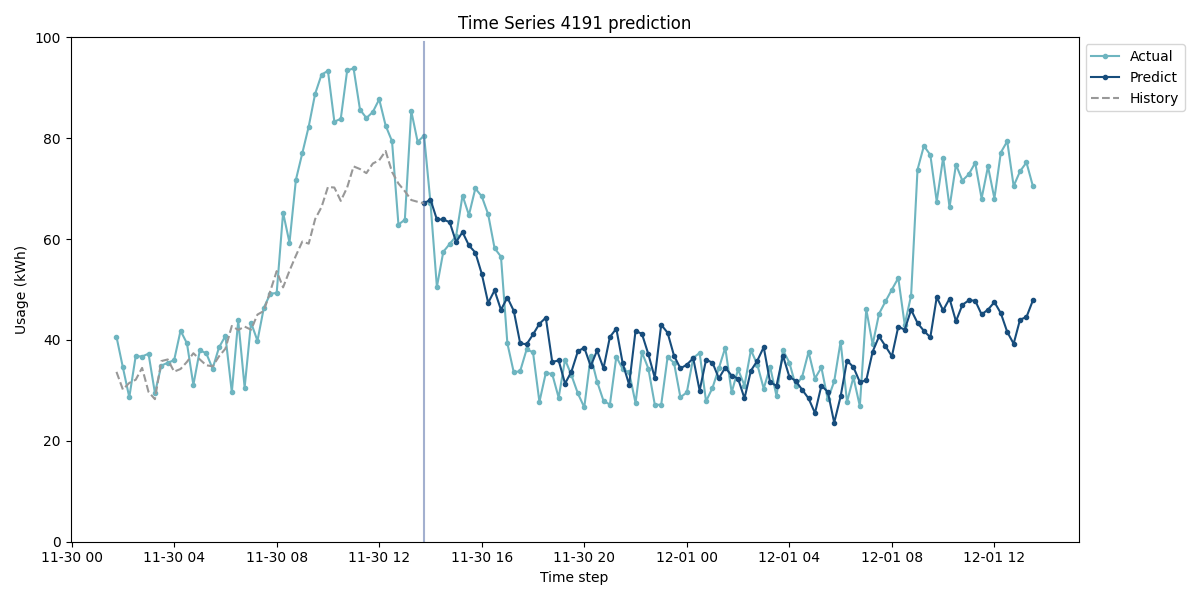 Time Series 4191 prediction
Usage (kWh)
100
80
60
40
20
0
11-30 00
11-30 04
11-30 08
11-30 12
11-30 16
11-30 20
12-01 00
12-01 04
12-01 08
12-01 12
Time step
Actual
Predict
History